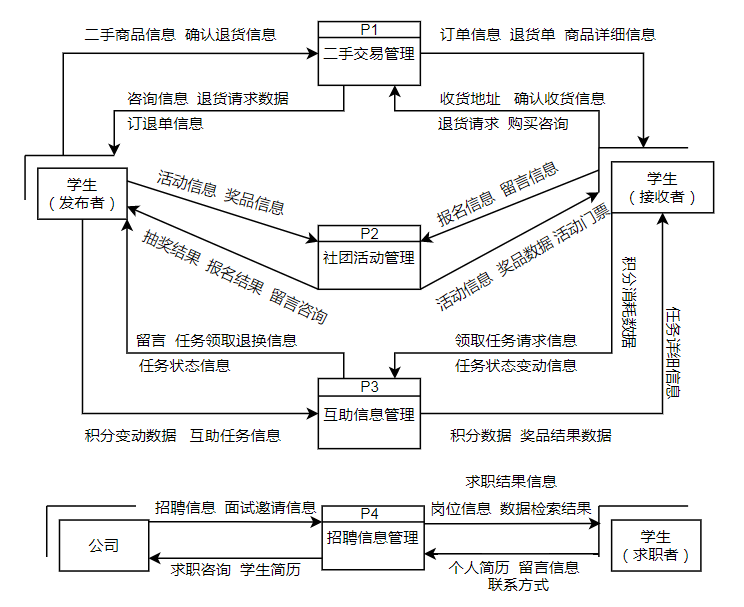 P1
二手商品信息 确认退货信息
二手交易管理
订单信息 退货单 商品详细信息
咨询信息 退货请求数据
订退单信息
收货地址 确认收货信息
退货请求 购买咨询
学生
（发布者）
活动信息 奖品信息
报名信息 留言信息
学生
（接收者）
P2
社团活动管理
抽奖结果 报名结果 留言咨询
活动信息 奖品数据 活动门票
积分消耗数据
任务详细信息
留言 任务领取退换信息
任务状态信息
领取任务请求信息
任务状态变动信息
P3
互助信息管理
积分变动数据 互助任务信息
积分数据 奖品结果数据
求职结果信息
招聘信息 面试邀请信息
P4
岗位信息 数据检索结果
公司
招聘信息管理
学生
（求职者）
求职咨询 学生简历
个人简历 留言信息
联系方式